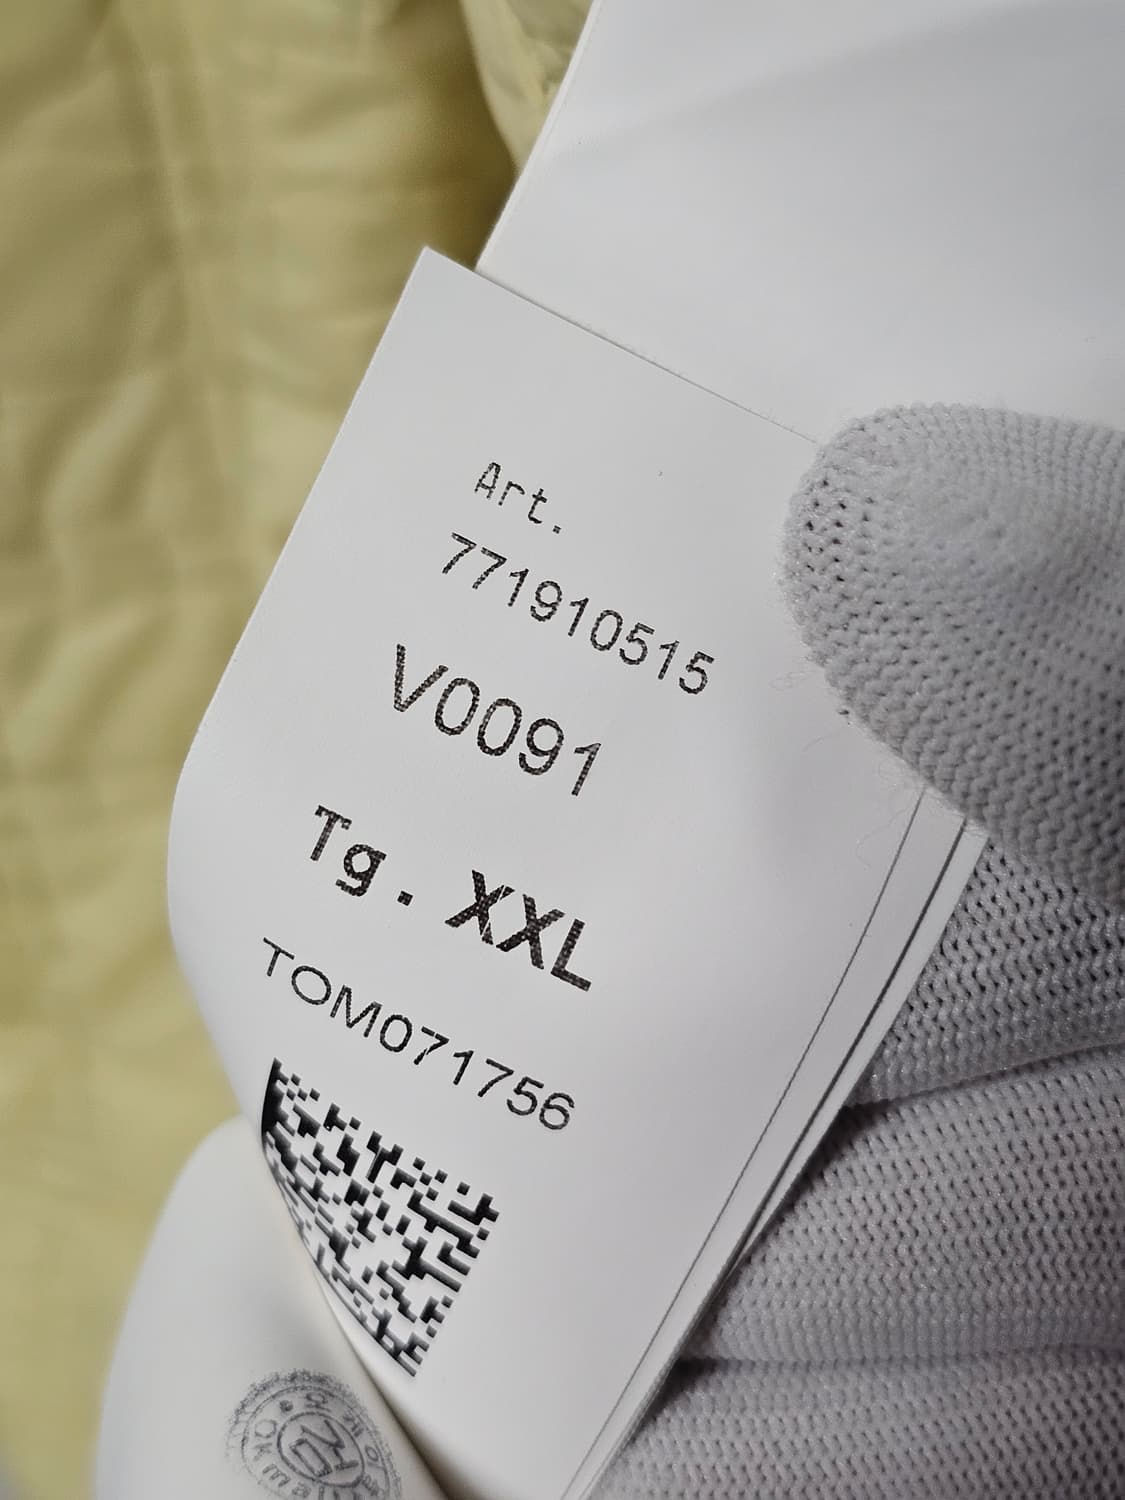 Art.
771910515
V0091
Tg. XXL
TOM071756